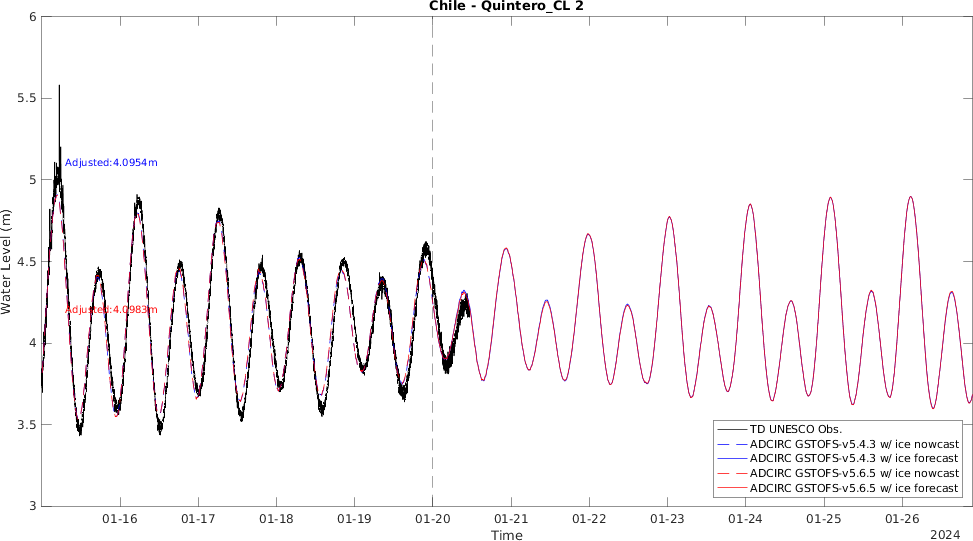 Chile - Quintero_CL 2
6
5.5
5
4.5
4
3.5
3
Water Level (m)
Adjusted:4.0954m
Adjusted:4.0983m
TD UNESCO Obs.
ADCIRC GSTOFS-v5.4.3 w/ ice nowcast
ADCIRC GSTOFS-v5.4.3 w/ ice forecast
ADCIRC GSTOFS-v5.6.5 w/ ice nowcast
ADCIRC GSTOFS-v5.6.5 w/ ice forecast
01-16 01-17 01-18 01-19 01-20 01-21 01-22 01-23 01-24 01-25 01-26
Time
2024